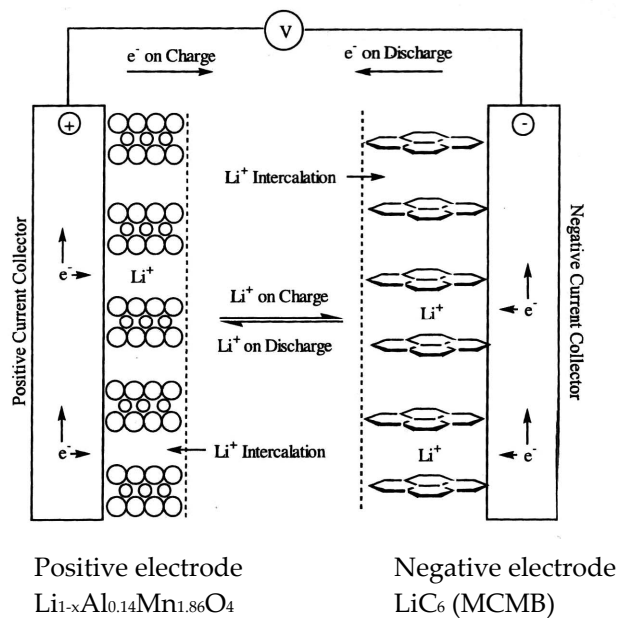 V
e⁻ on Charge
e⁻ on Discharge
+
-
Li⁺ Intercalation
Positive Current Collector
Negative Current Collector
e⁻
Li⁺
Li⁺ on Charge
Li⁺ on Discharge
Li⁺
e⁻
e⁻
Li⁺ Intercalation
Li⁺
e⁻
Positive electrode
Li₁₋ₓAl₀.₁₄Mn₁.₈₆O₄
Negative electrode
LiC₆ (MCMB)